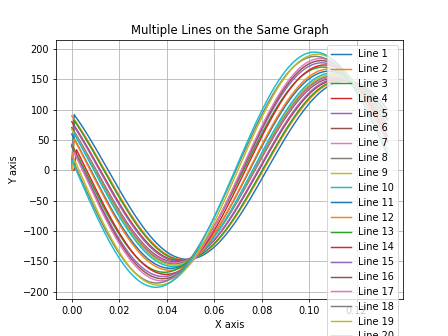 Multiple Lines on the Same Graph
Y axis
200
150
100
50
0
−50
−100
−150
−200
0.00
0.02
0.04
0.06
0.08
0.10
X axis
Line 1
Line 2
Line 3
Line 4
Line 5
Line 6
Line 7
Line 8
Line 9
Line 10
Line 11
Line 12
Line 13
Line 14
Line 15
Line 16
Line 17
Line 18
Line 19
Line 20